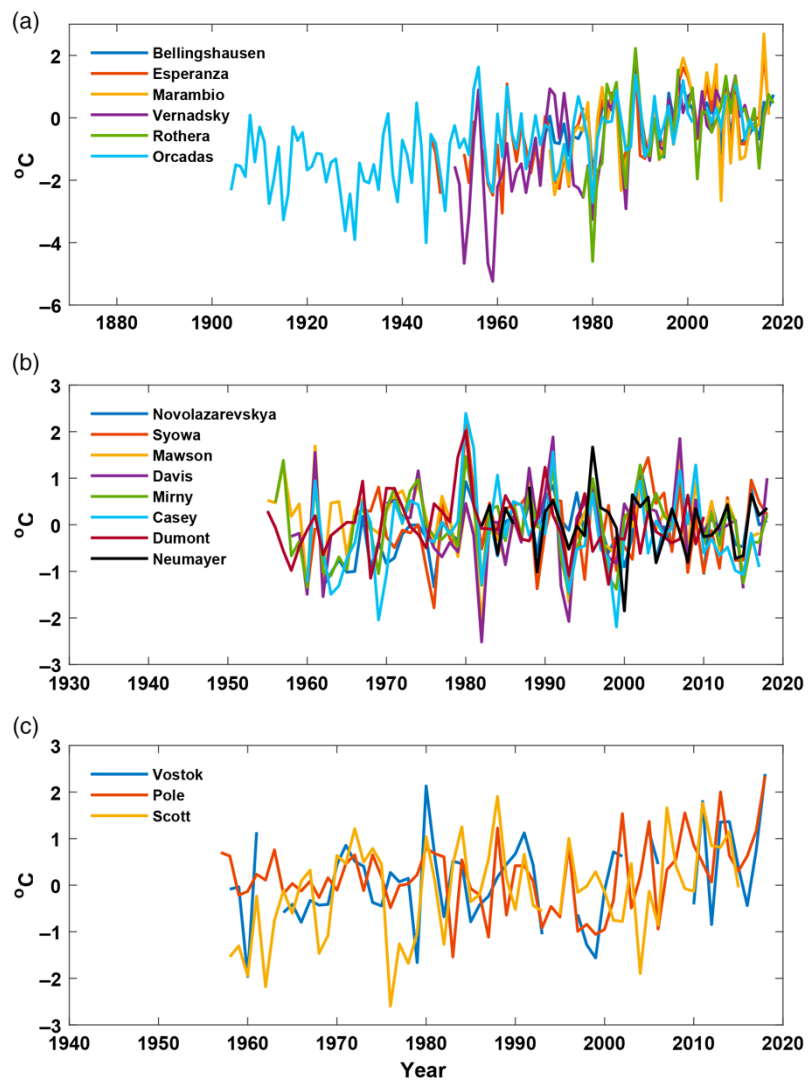 (a)
°C
2
0
–2
–4
–6
Bellingshausen
Esperanza
Marambio
Vernadsky
Rothera
Orcadas
1880 1900 1920 1940 1960 1980 2000 2020
(b)
°C
3
2
1
0
–1
–2
–3
Novolazarevskya
Syowa
Mawson
Davis
Mirny
Casey
Dumont
Neumayer
1930 1940 1950 1960 1970 1980 1990 2000 2010 2020
(c)
°C
3
2
1
0
–1
–2
–3
Vostok
Pole
Scott
1940 1950 1960 1970 1980 1990 2000 2010 2020
Year